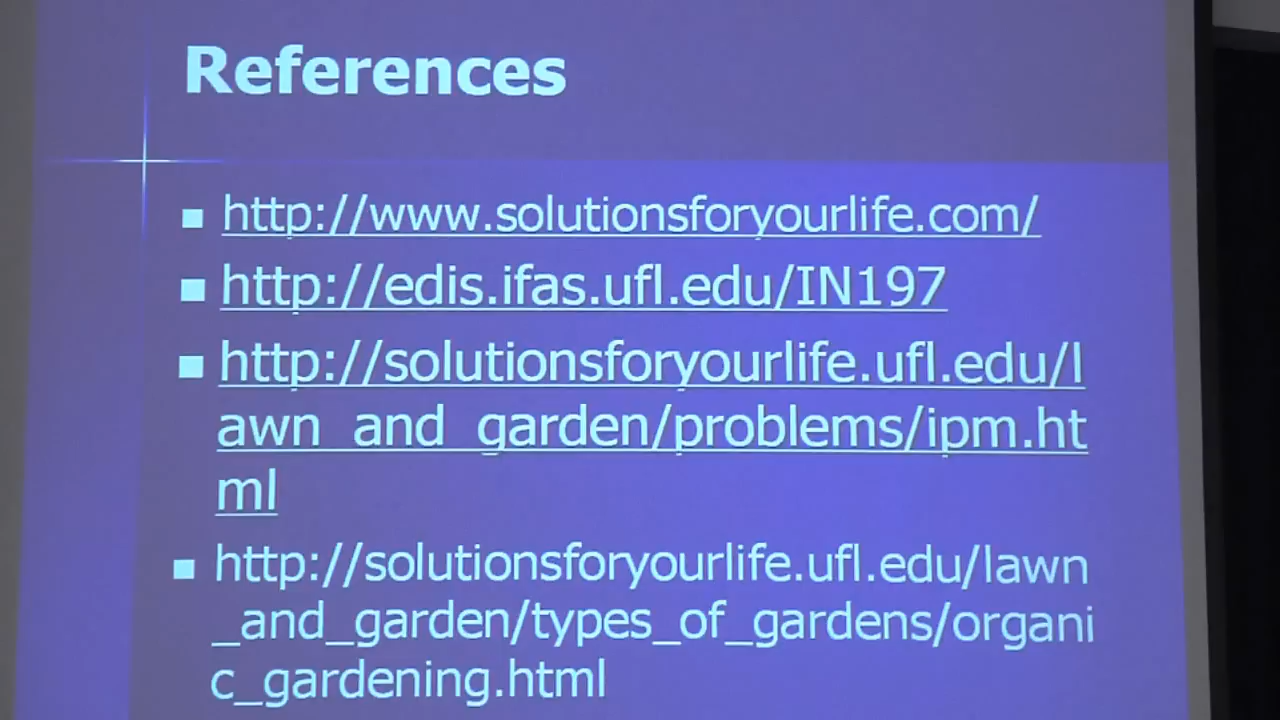 References
http://www.solutionsforyourlife.com/
http://edis.ifas.ufl.edu/IN197
http://solutionsforyourlife.ufl.edu/l
awn_and_garden/problems/ipm.ht
ml
http://solutionsforyourlife.ufl.edu/lawn
_and_garden/types_of_gardens/organi
c_gardening.html